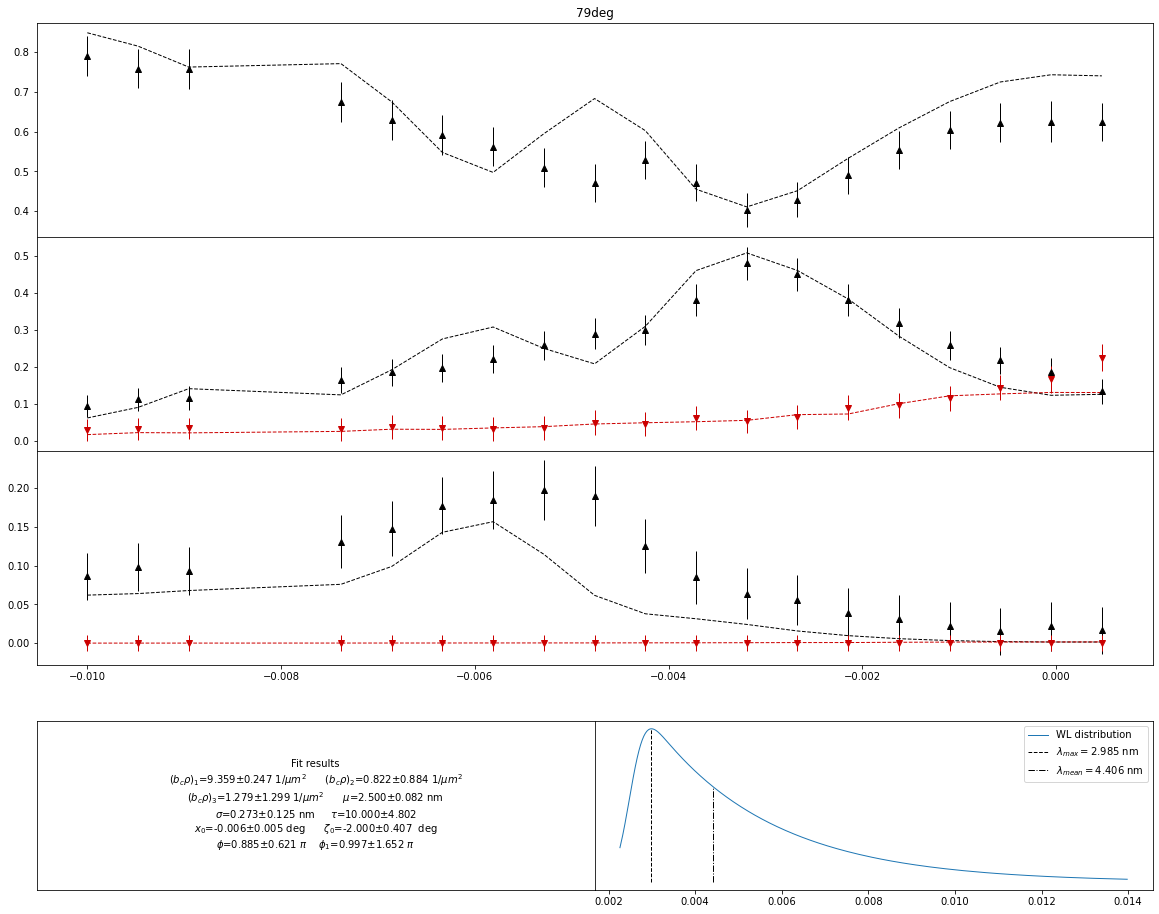 79deg
0.8
0.7
0.6
0.5
0.4
0.5
0.4
0.3
0.2
0.1
0.0
0.20
0.15
0.10
0.05
0.00
−0.010 −0.008 −0.006 −0.004 −0.002 0.000
Fit results
(b_cρ)_1=9.359±0.247 1/μm^2 (b_cρ)_2=0.822±0.884 1/μm^2
(b_cρ)_3=1.279±1.299 1/μm^2 μ=2.500±0.082 nm
σ=0.273±0.125 nm τ=10.000±4.802
x_0=-0.006±0.005 deg ζ_0=-2.000±0.407 deg
ϕ=0.885±0.621 π ϕ_1=0.997±1.652 π
WL distribution
λ_max = 2.985 nm
λ_mean = 4.406 nm
0.002 0.004 0.006 0.008 0.010 0.012 0.014